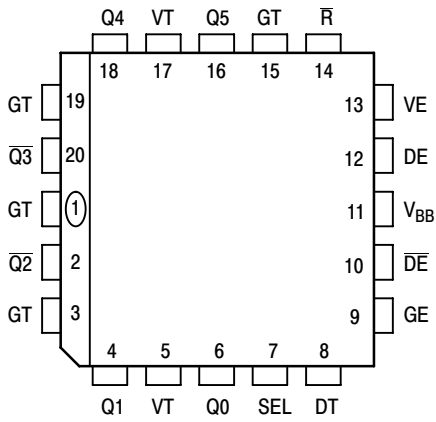 Q4 VT Q5 GT R̅
18 17 16 15 14
GT 19 13 VE
Q̅3̅ 20 12 DE
GT 1 11 VBB
Q̅2̅ 2 10 D̅E̅
GT 3 9 GE
4 5 6 7 8
Q1 VT Q0 SEL DT